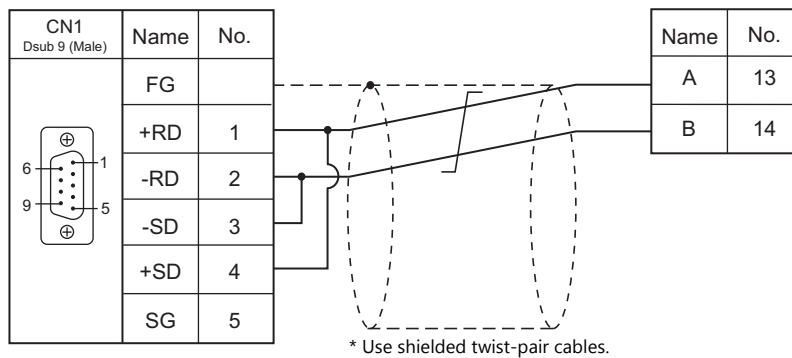 CN1
Dsub 9 (Male)
Name No.
FG
+RD 1
-RD 2
-SD 3
+SD 4
SG 5
6 1
9 5
Name No.
A 13
B 14
* Use shielded twist-pair cables.